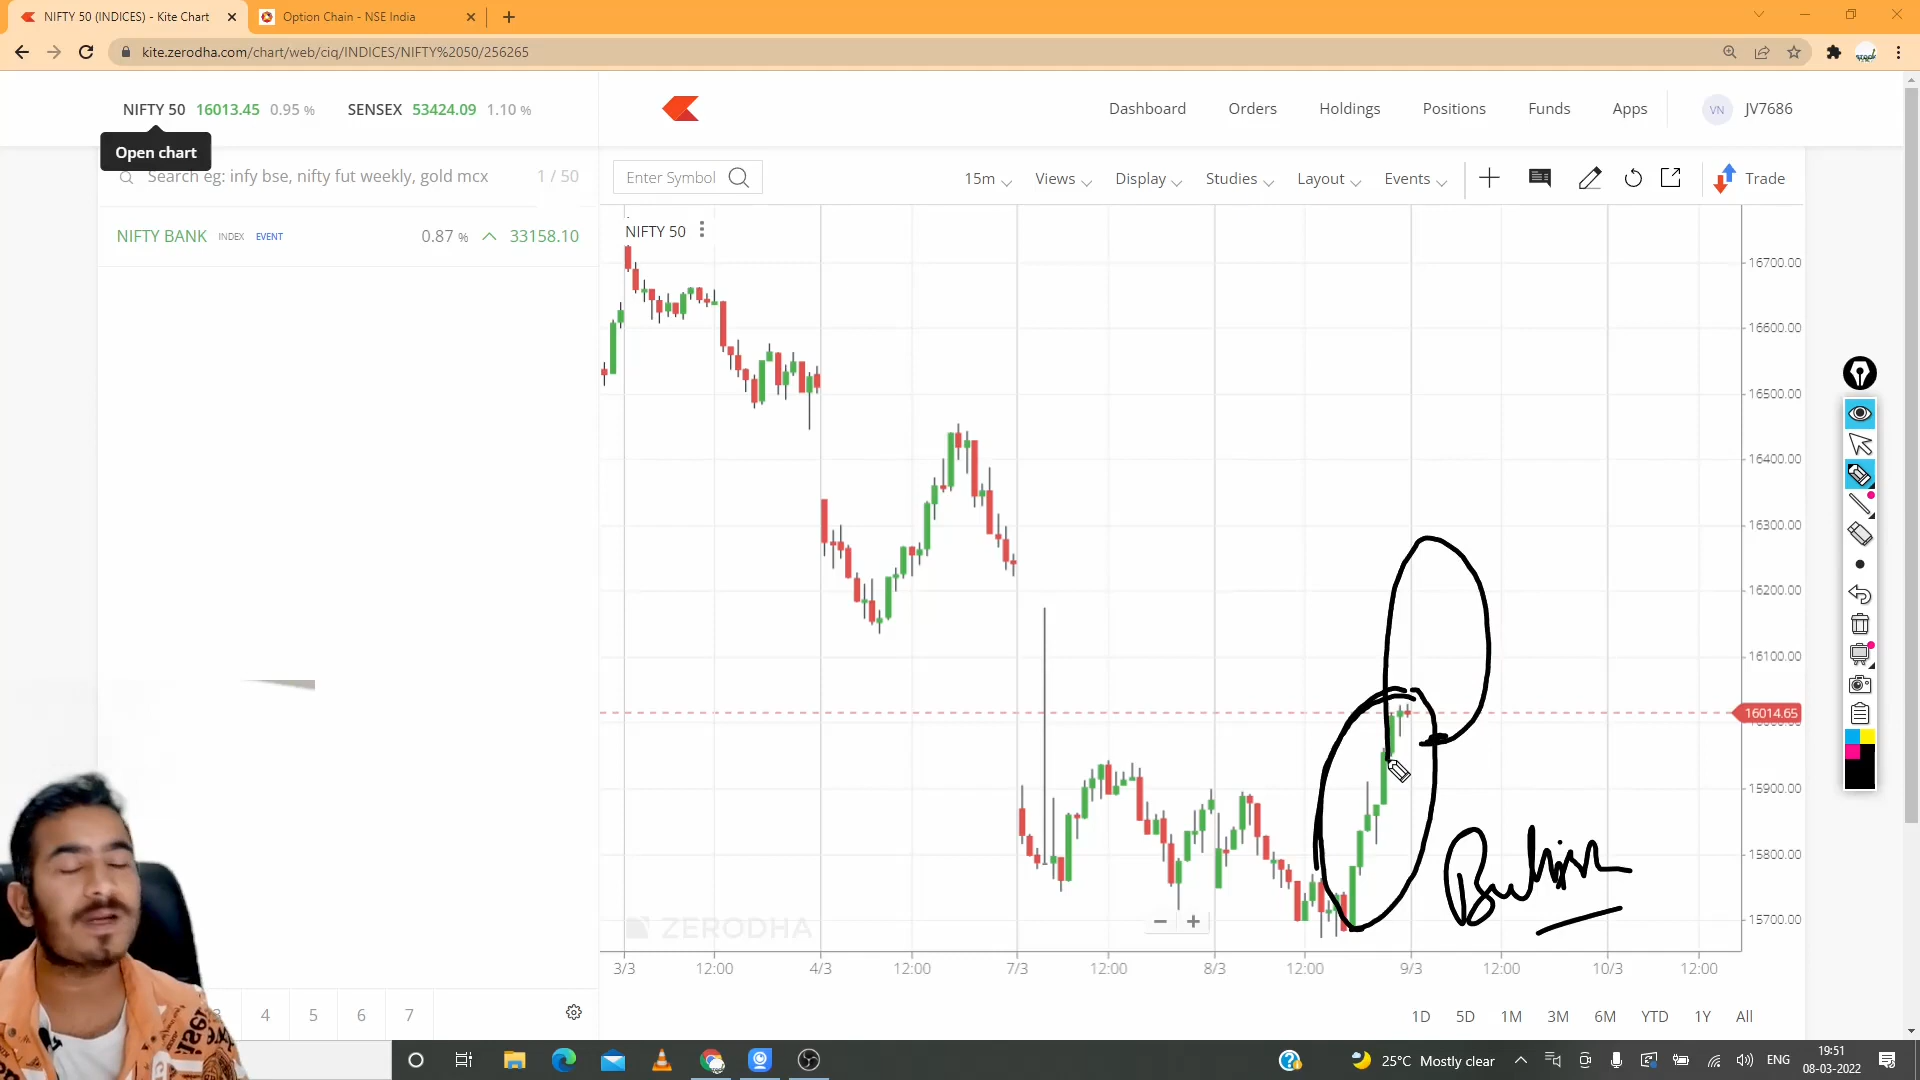 NIFTY 50 (INDICES) - Kite Chart
Option Chain - NSE India
kite.zerodha.com/chart/web/ciq/INDICES/NIFTY%2050/256265
NIFTY 50 16013.45 0.95 % SENSEX 53424.09 1.10 %
Dashboard Orders Holdings Positions Funds Apps VN JV7686
Open chart
Search eg: infy bse, nifty fut weekly, gold mcx 1 / 50
Enter Symbol 15m Views Display Studies Layout Events Trade
NIFTY BANK INDEX EVENT 0.87 % 33158.10
NIFTY 50
16700.00
16600.00
16500.00
16400.00
16300.00
16200.00
16100.00
16014.65
15900.00
15800.00
15700.00
ZERODHA
3/3 12:00 4/3 12:00 7/3 12:00 8/3 12:00 9/3 12:00 10/3 12:00
4 5 6 7
1D 5D 1M 3M 6M YTD 1Y All
25°C Mostly clear ENG 19:51
08-03-2022